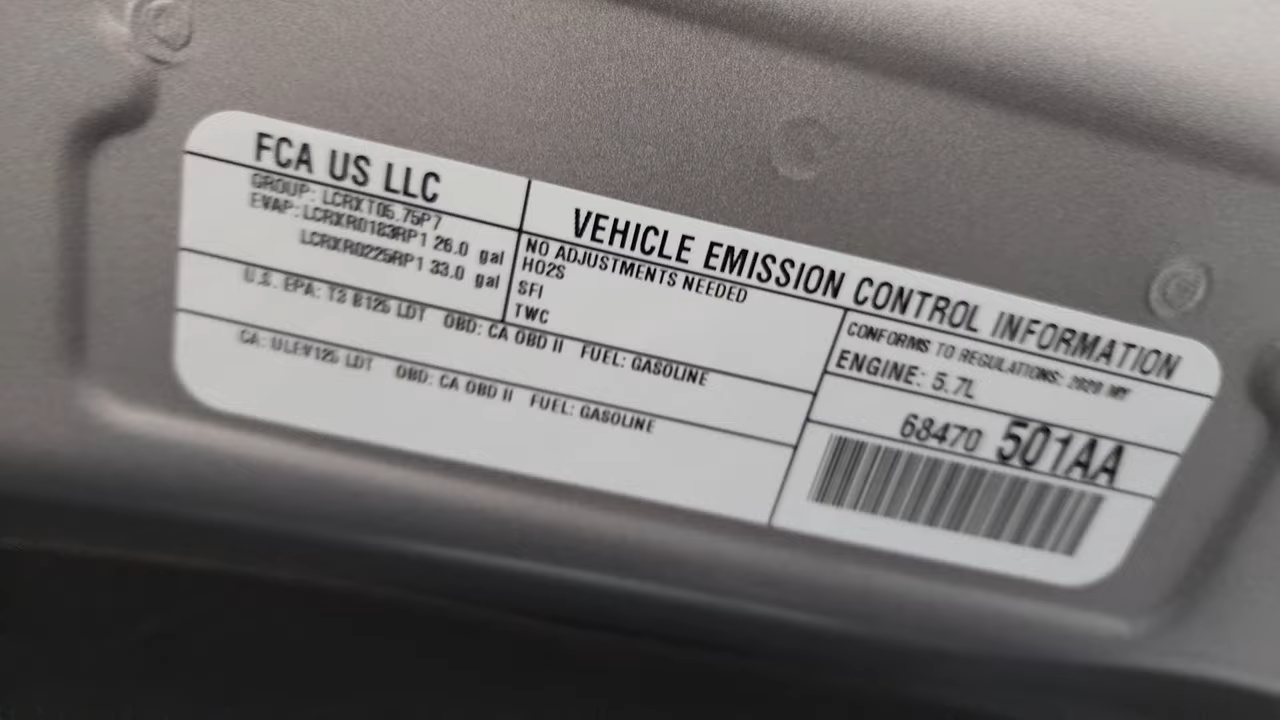 FCA US LLC
GROUP: LCRXT05.75P7
EVAP: LCRXR0183RP1 26.0 gal
LCRXR0225RP1 33.0 gal
VEHICLE EMISSION CONTROL INFORMATION
NO ADJUSTMENTS NEEDED
HO2S
SFI
TWC
CONFORMS TO REGULATIONS: 2020 MY
ENGINE: 5.7L
U.S. EPA: T3 B125 LDT OBD: CA OBD II FUEL: GASOLINE
CA: ULEV125 LDT OBD: CA OBD II FUEL: GASOLINE
68470 501AA